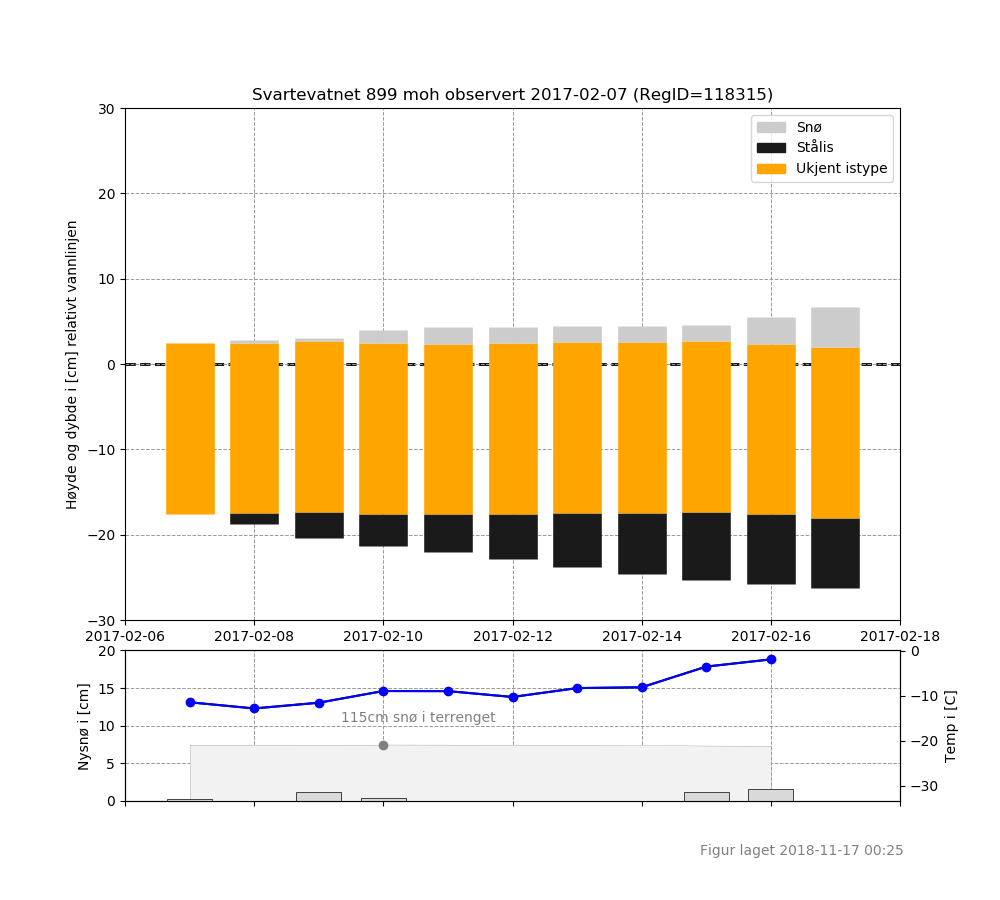 Svartevatnet 899 moh observert 2017-02-07 (RegID=118315)
Snø
Stålis
Ukjent istype
Høyde og dybde i [cm] relativt vannlinjen
30
20
10
0
−10
−20
−30
2017-02-06 2017-02-08 2017-02-10 2017-02-12 2017-02-14 2017-02-16 2017-02-18
Nysnø i [cm]
20
15
10
5
0
115cm snø i terrenget
0
−10
−20
−30
Temp i [C]
Figur laget 2018-11-17 00:25